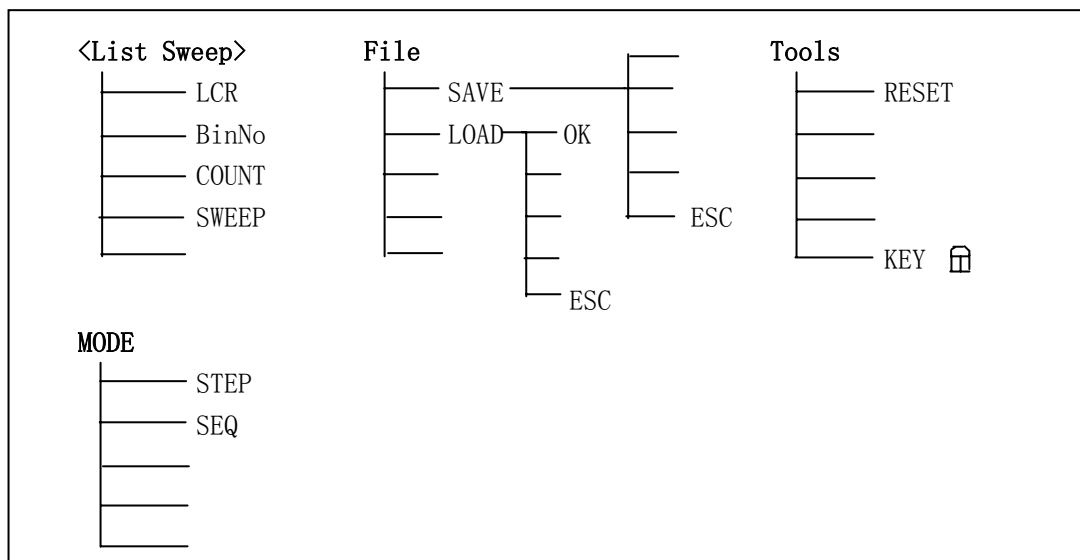 <List Sweep> File Tools
LCR SAVE RESET
BinNo LOAD OK
COUNT
SWEEP ESC
KEY
ESC
MODE
STEP
SEQ